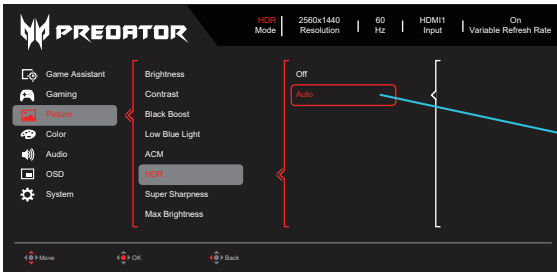 PREDATOR
HDR Mode
2560x1440 Resolution
60 Hz
HDMI1 Input
On Variable Refresh Rate
Game Assistant
Gaming
Picture
Color
Audio
OSD
System
Brightness
Contrast
Black Boost
Low Blue Light
ACM
HDR
Super Sharpness
Max Brightness
Off
Auto
Move
OK
Back